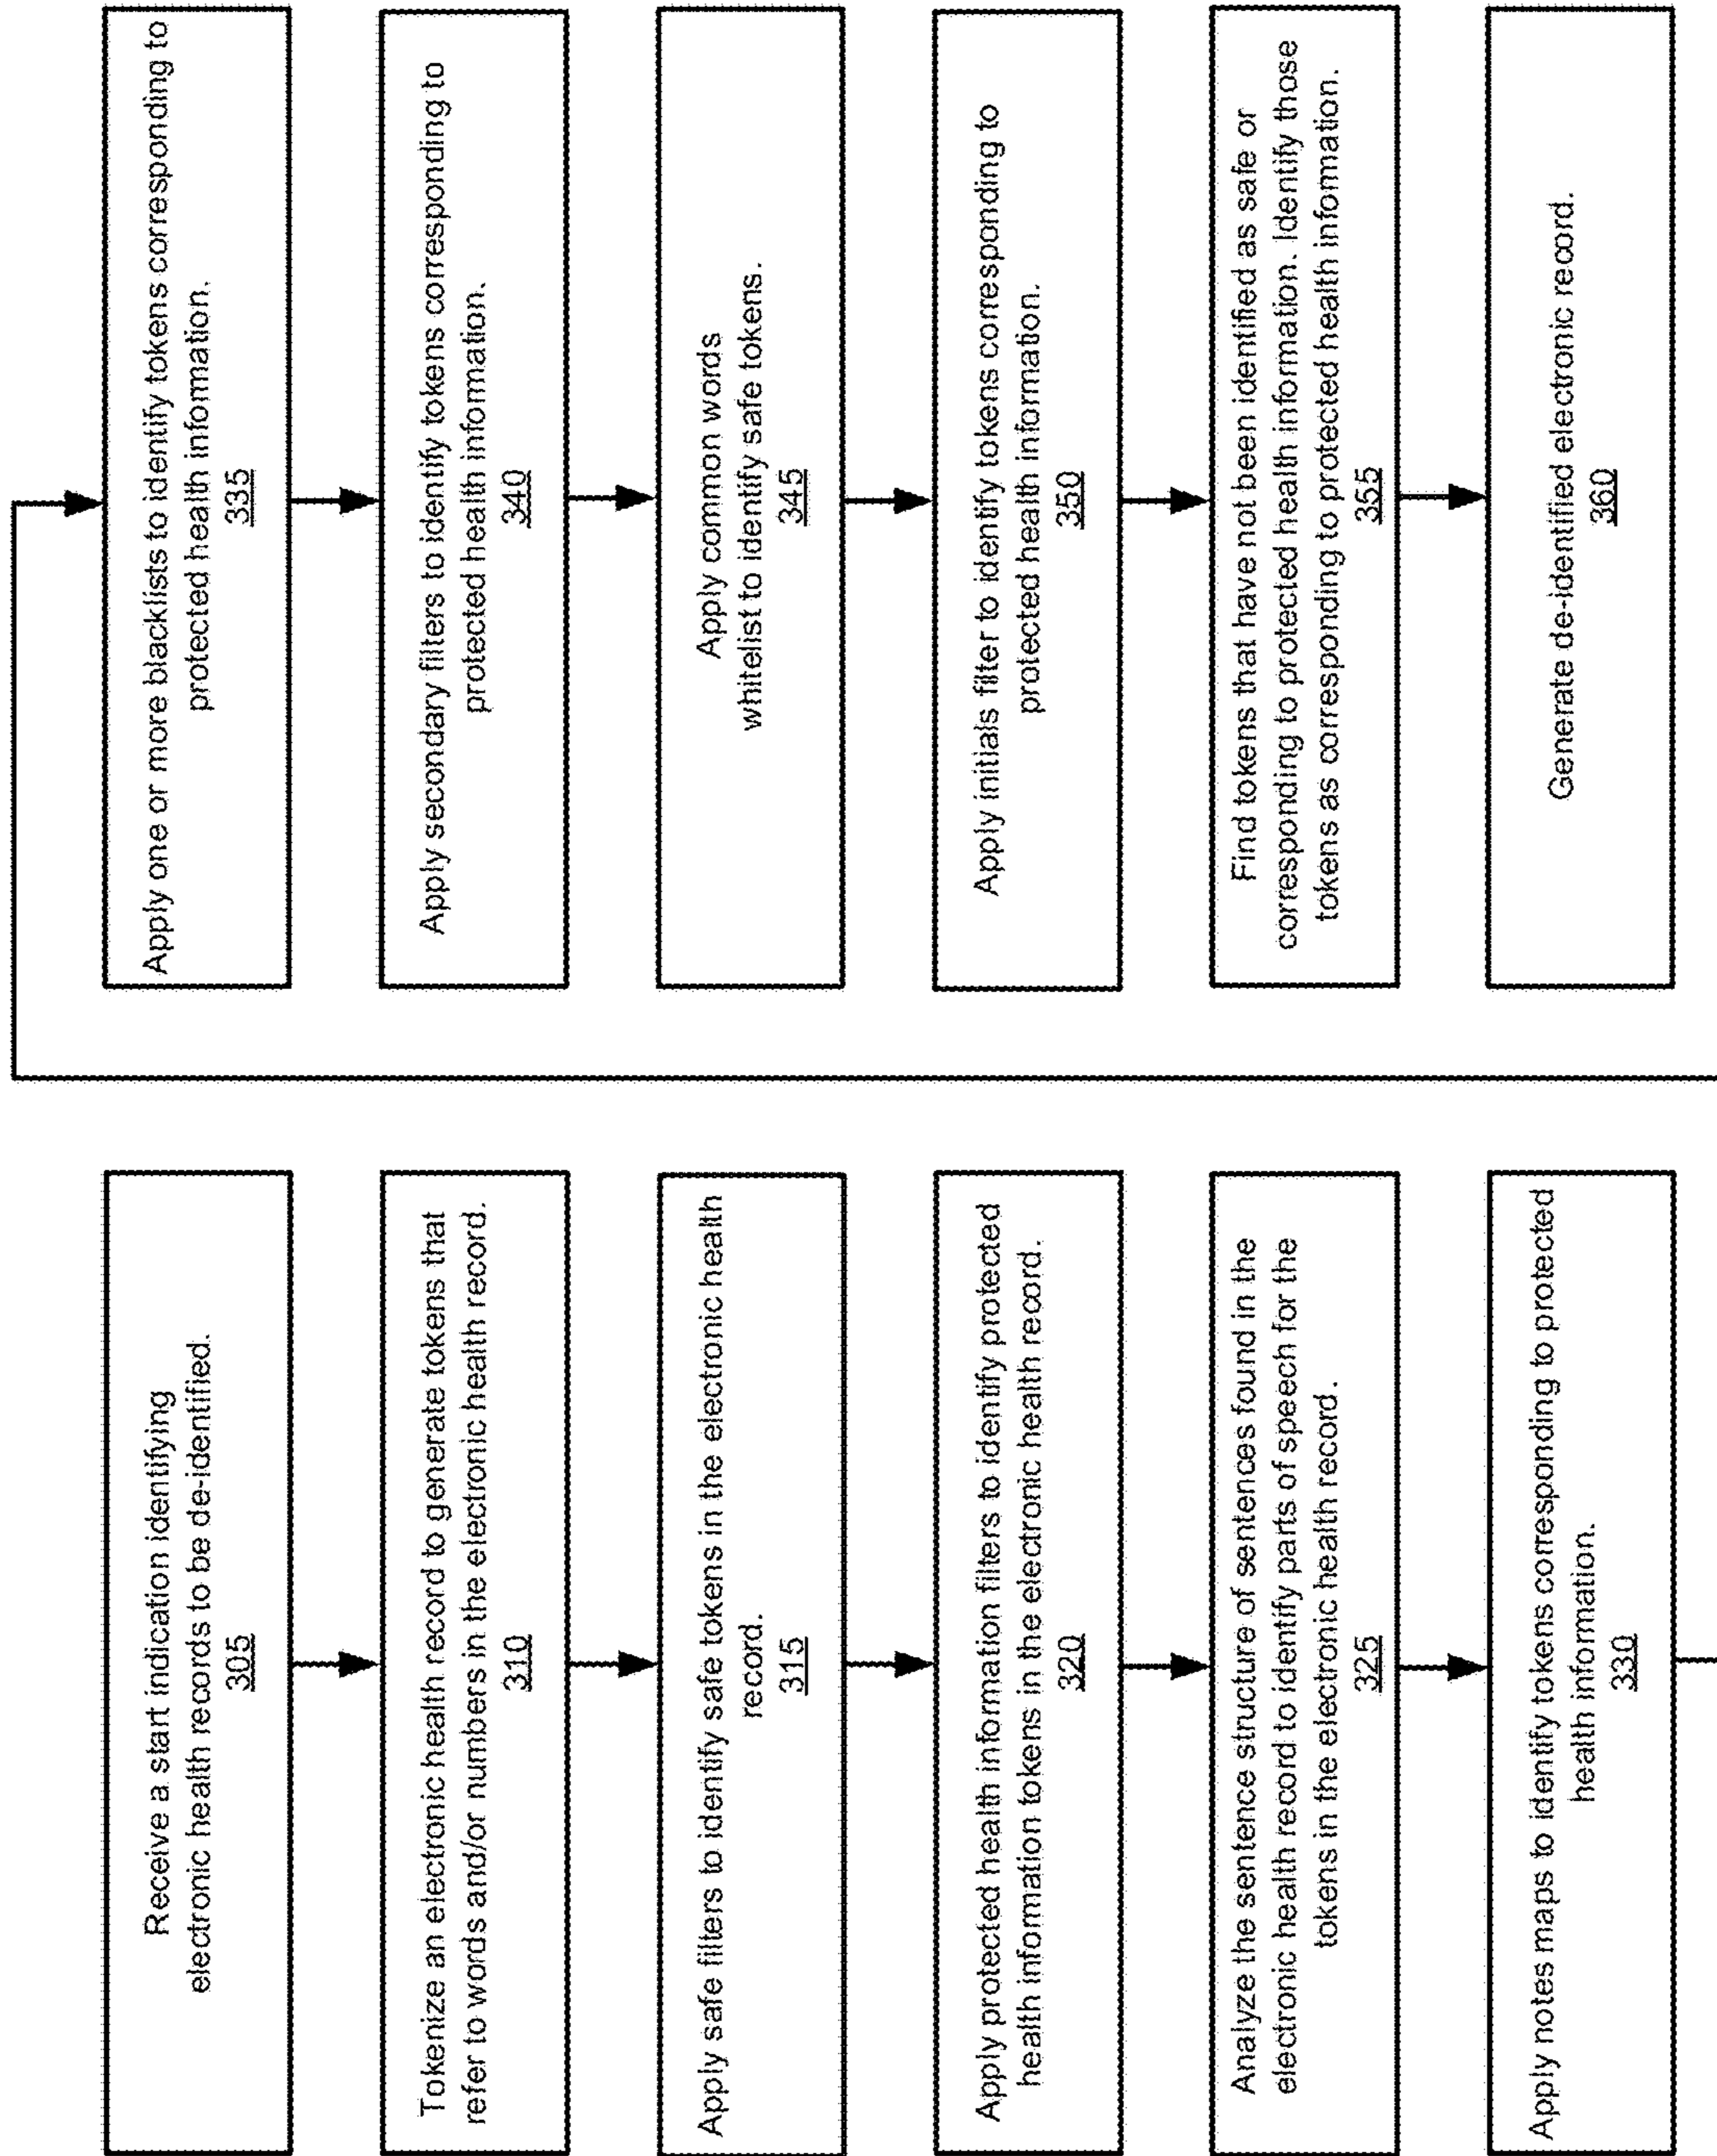 Receive a start indication identifying
electronic health records to be de-identified.
305
Tokenize an electronic health record to generate tokens that
refer to words and/or numbers in the electronic health record.
310
Apply safe filters to identify safe tokens in the electronic health
record.
315
Apply protected health information filters to identify protected
health information tokens in the electronic health record.
320
Analyze the sentence structure of sentences found in the
electronic health record to identify parts of speech for the
tokens in the electronic health record.
325
Apply notes maps to identify tokens corresponding to protected
health information.
330
Apply one or more blacklists to identify tokens corresponding to
protected health information.
335
Apply secondary filters to identify tokens corresponding to
protected health information.
340
Apply common words
whitelist to identify safe tokens.
345
Apply initials filter to identify tokens corresponding to
protected health information.
350
Find tokens that have not been identified as safe or
corresponding to protected health information. Identify those
tokens as corresponding to protected health information.
355
Generate de-identified electronic record.
360